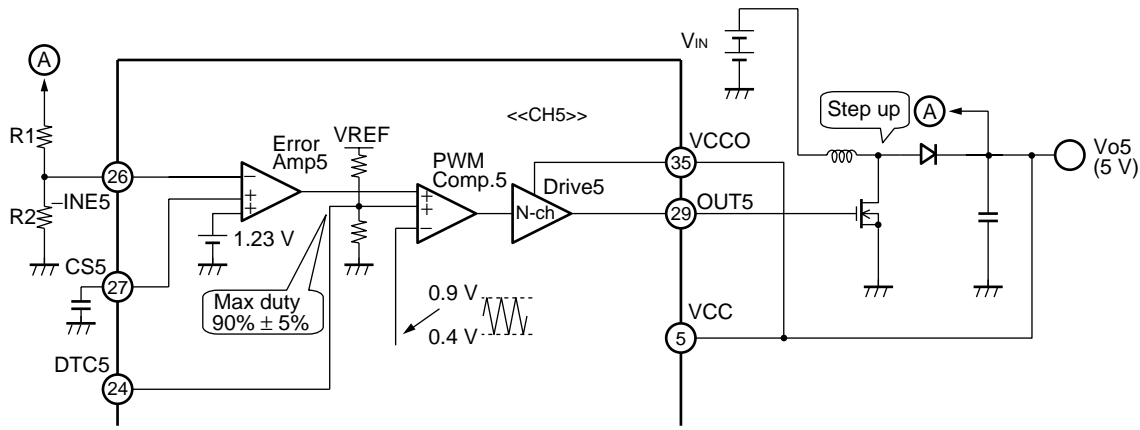 A
R1
R2
26
–INE5
CS5
27
DTC5
24
Error
Amp5
1.23 V
VREF
Max duty
90% ± 5%
PWM
Comp.5
0.9 V
0.4 V
<<CH5>>
Drive5
N-ch
VCCO
35
OUT5
29
VCC
5
VIN
Step up
A
Vo5
(5 V)